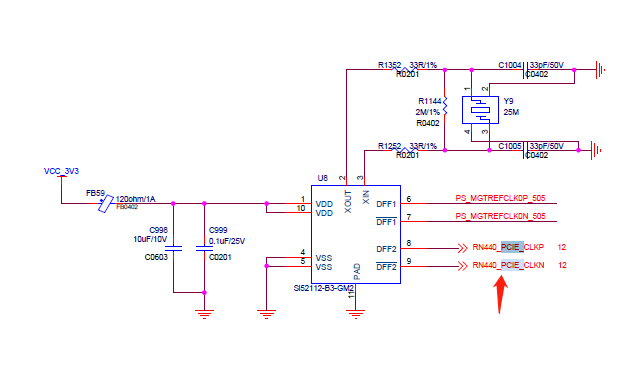 R1352 33R/1% C1004 33pF/50V
R0201 C0402
1 2
R1144 Y9
2M/1% 25M
R0402
4 3
R1252 33R/1% C1005 33pF/50V
R0201 C0402
VCC_3V3
U8 2 3
FB59
120ohm/1A
FB0402
XOUT XIN
1 VDD DFF1 6 PS_MGTREFCLK0P_505
10 VDD
DFF1 7 PS_MGTREFCLK0N_505
C998 C999
10uF/10V 0.1uF/25V
4 VSS DFF2 8 RN440_PCIE_CLKP 12
C0603 C0201
5 VSS DFF2 9 RN440_PCIE_CLKN 12
PAD
SI52112-B3-GM2
11